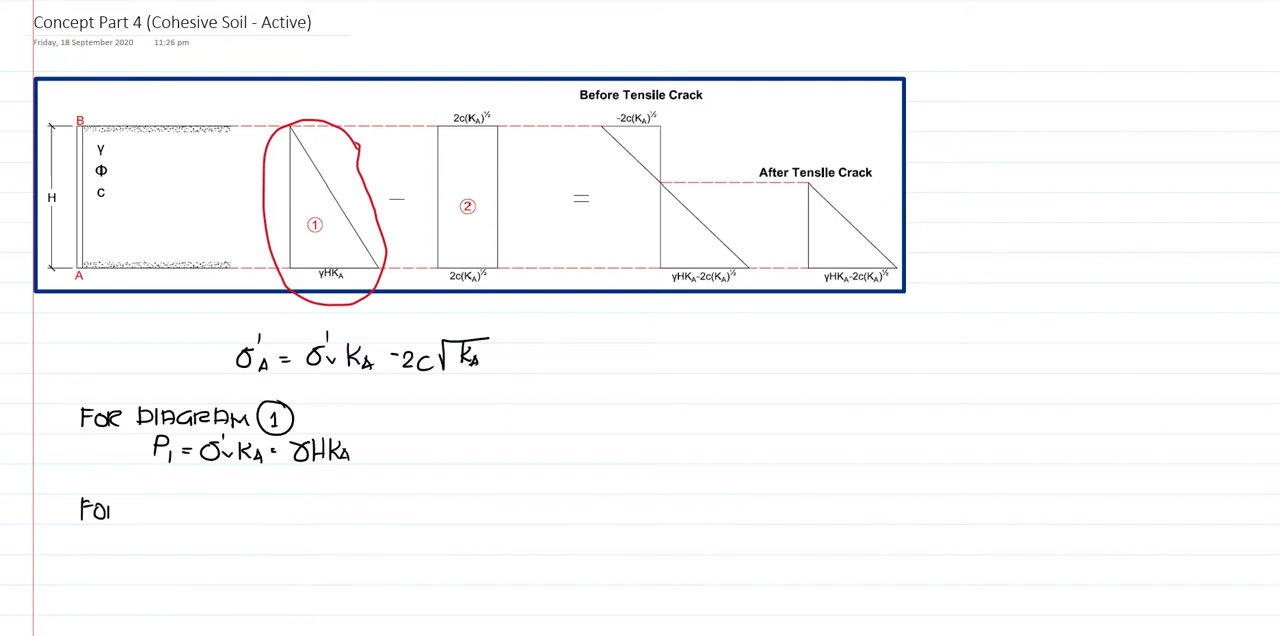 Concept Part 4 (Cohesive Soil - Active)
Friday, 18 September 2020 11:26 pm
Before Tensile Crack
B
2c(KA)½
-2c(KA)½
γ
After Tensile Crack
Φ
H
c
①
②
A
γHKA
2c(KA)½
γHKA-2c(KA)½
γHKA-2c(KA)½
σ'A = σ'v KA -2C√KA
FOR DIAGRAM ①
P1 = σ'v KA = γHKA
FOR